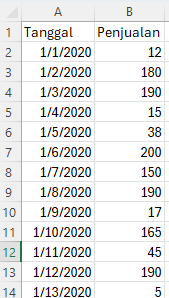 A B
1 Tanggal Penjualan
2 1/1/2020 12
3 1/2/2020 180
4 1/3/2020 190
5 1/4/2020 15
6 1/5/2020 38
7 1/6/2020 200
8 1/7/2020 150
9 1/8/2020 190
10 1/9/2020 17
11 1/10/2020 165
12 1/11/2020 45
13 1/12/2020 190
14 1/13/2020 5